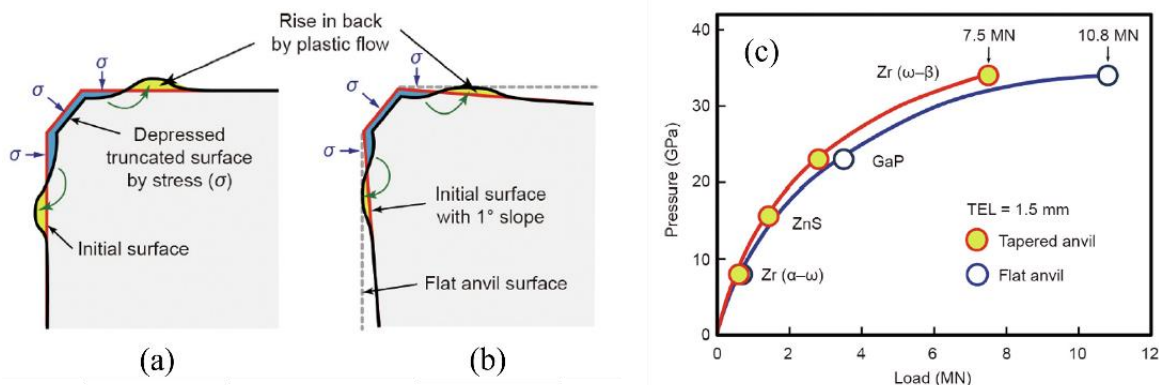 Rise in back
by plastic flow
σ
σ
σ
Depressed
truncated surface
by stress (σ)
Initial surface
(a)
σ
σ
σ
Initial surface
with 1° slope
Flat anvil surface
(b)
(c)
7.5 MN
10.8 MN
Zr (ω–β)
GaP
ZnS
Zr (α–ω)
TEL = 1.5 mm
Tapered anvil
Flat anvil
Pressure (GPa)
40
30
20
10
0
0 2 4 6 8 10 12
Load (MN)